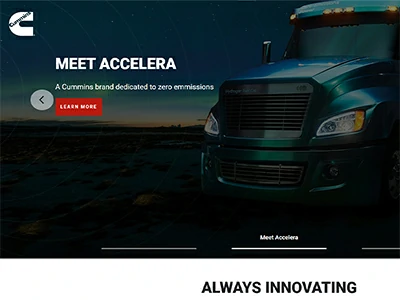 Cummins
MEET ACCELERA
A Cummins brand dedicated to zero emmissions
LEARN MORE
Meet Accelera
ALWAYS INNOVATING